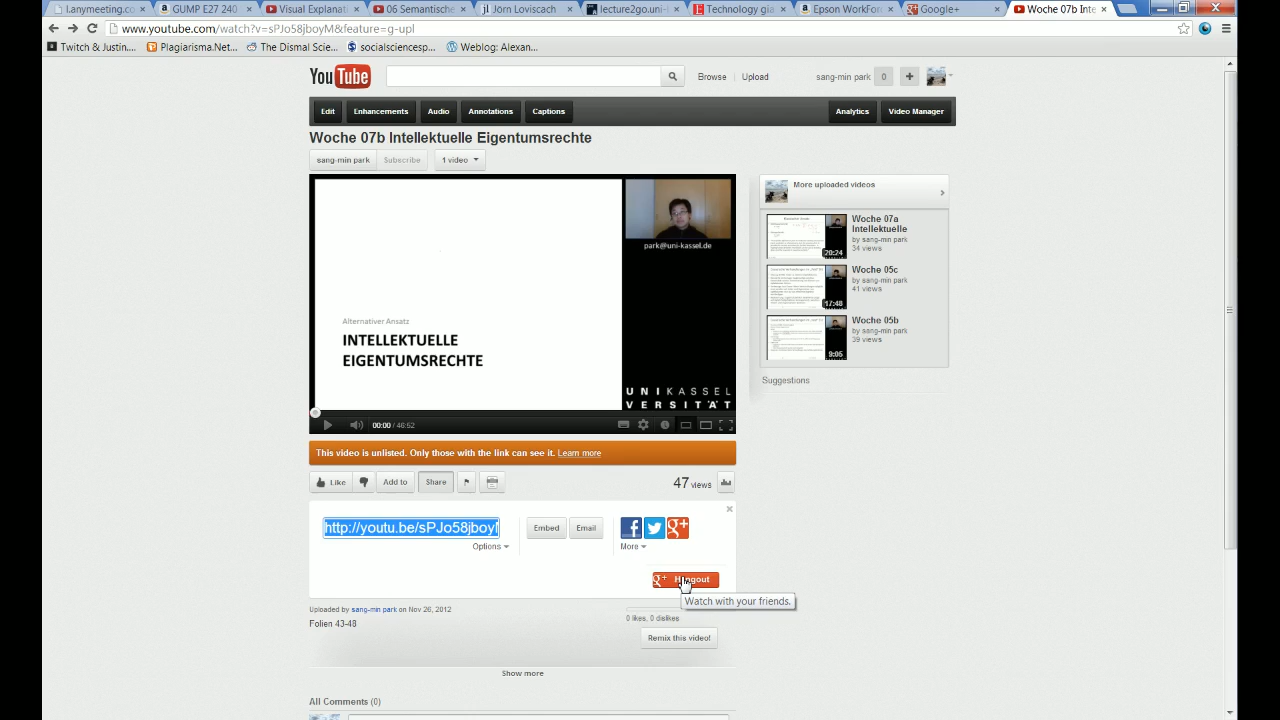 l.anymeeting.co
GUMP E27 240
Visual Explanat
06 Semantische
Jörn Loviscach
lecture2go.uni-
Technology gia
Epson WorkFor
Google+
Woche 07b Inte
www.youtube.com/watch?v=sPJo58jboyM&feature=g-upl
Twitch & Justin....
Plagiarisma.Net...
The Dismal Scie...
socialsciencesp...
Weblog: Alexan...
YouTube
Browse
Upload
sang-min park
0
Edit
Enhancements
Audio
Annotations
Captions
Analytics
Video Manager
Woche 07b Intellektuelle Eigentumsrechte
sang-min park
Subscribe
1 video
park@uni-kassel.de
Alternativer Ansatz
INTELLEKTUELLE
EIGENTUMSRECHTE
UNIKASSEL
VERSITÄT
00:00 / 46:52
More uploaded videos
Woche 07a
Intellektuelle
by sang-min park
34 views
20:24
Woche 05c
by sang-min park
41 views
17:48
Woche 05b
by sang-min park
39 views
9:05
Suggestions
This video is unlisted. Only those with the link can see it. Learn more
Like
Add to
Share
47 views
http://youtu.be/sPJo58jboy
Options
Embed
Email
More
Hangout
Watch with your friends.
Uploaded by sang-min park on Nov 26, 2012
Folien 43-48
0 likes, 0 dislikes
Remix this video!
Show more
All Comments (0)